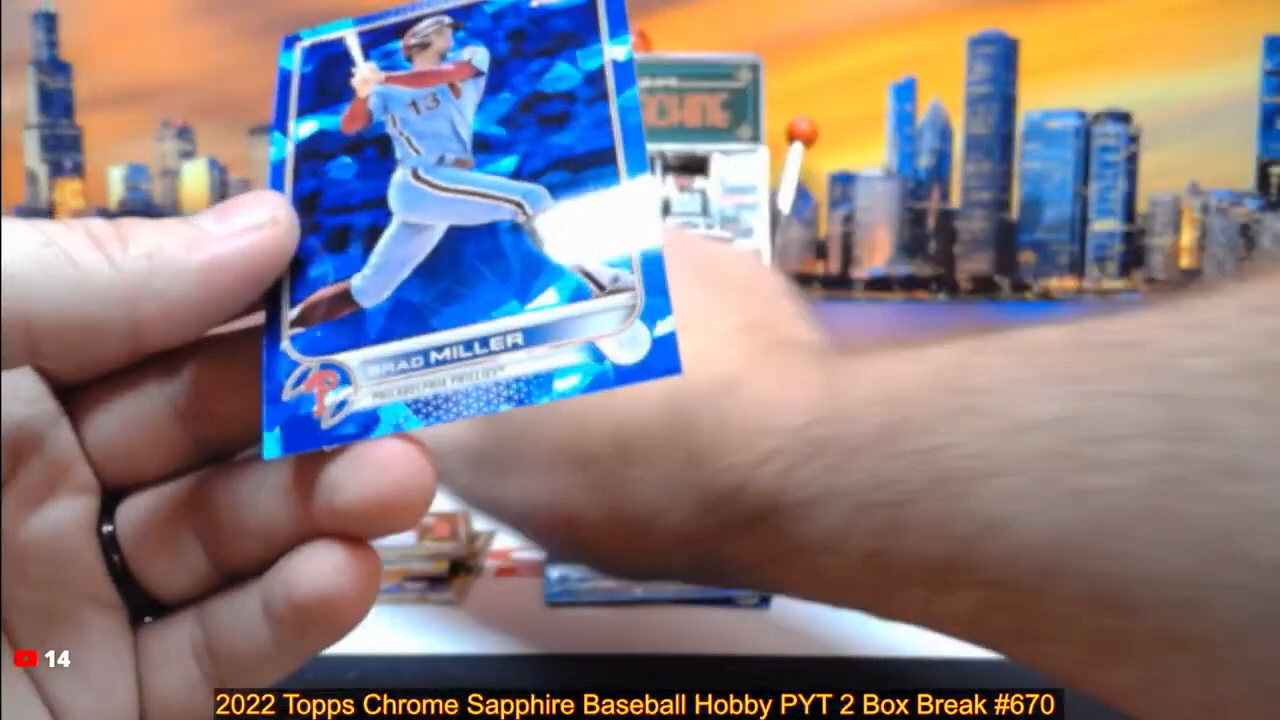 13
BRAD MILLER
PHILADELPHIA PHILLIES
P
14
2022 Topps Chrome Sapphire Baseball Hobby PYT 2 Box Break #670